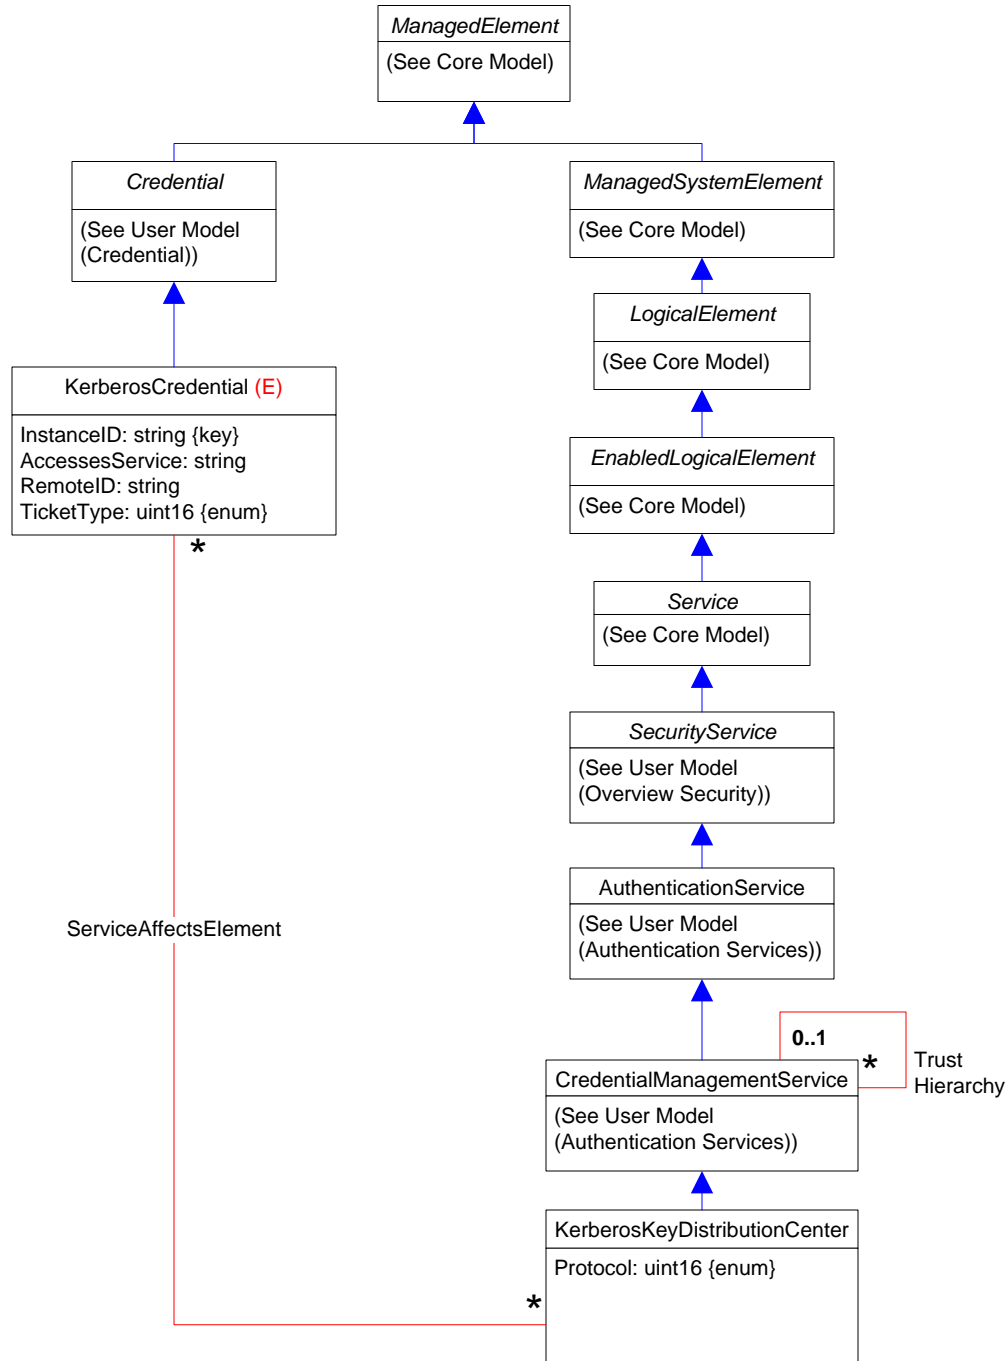 ManagedElement
(See Core Model)
Credential
(See User Model
(Credential))
ManagedSystemElement
(See Core Model)
LogicalElement
(See Core Model)
KerberosCredential (E)
InstanceID: string {key}
AccessesService: string
RemoteID: string
TicketType: uint16 {enum}
*
EnabledLogicalElement
(See Core Model)
Service
(See Core Model)
SecurityService
(See User Model
(Overview Security))
AuthenticationService
(See User Model
(Authentication Services))
ServiceAffectsElement
0..1
*
Trust
Hierarchy
CredentialManagementService
(See User Model
(Authentication Services))
KerberosKeyDistributionCenter
Protocol: uint16 {enum}
*